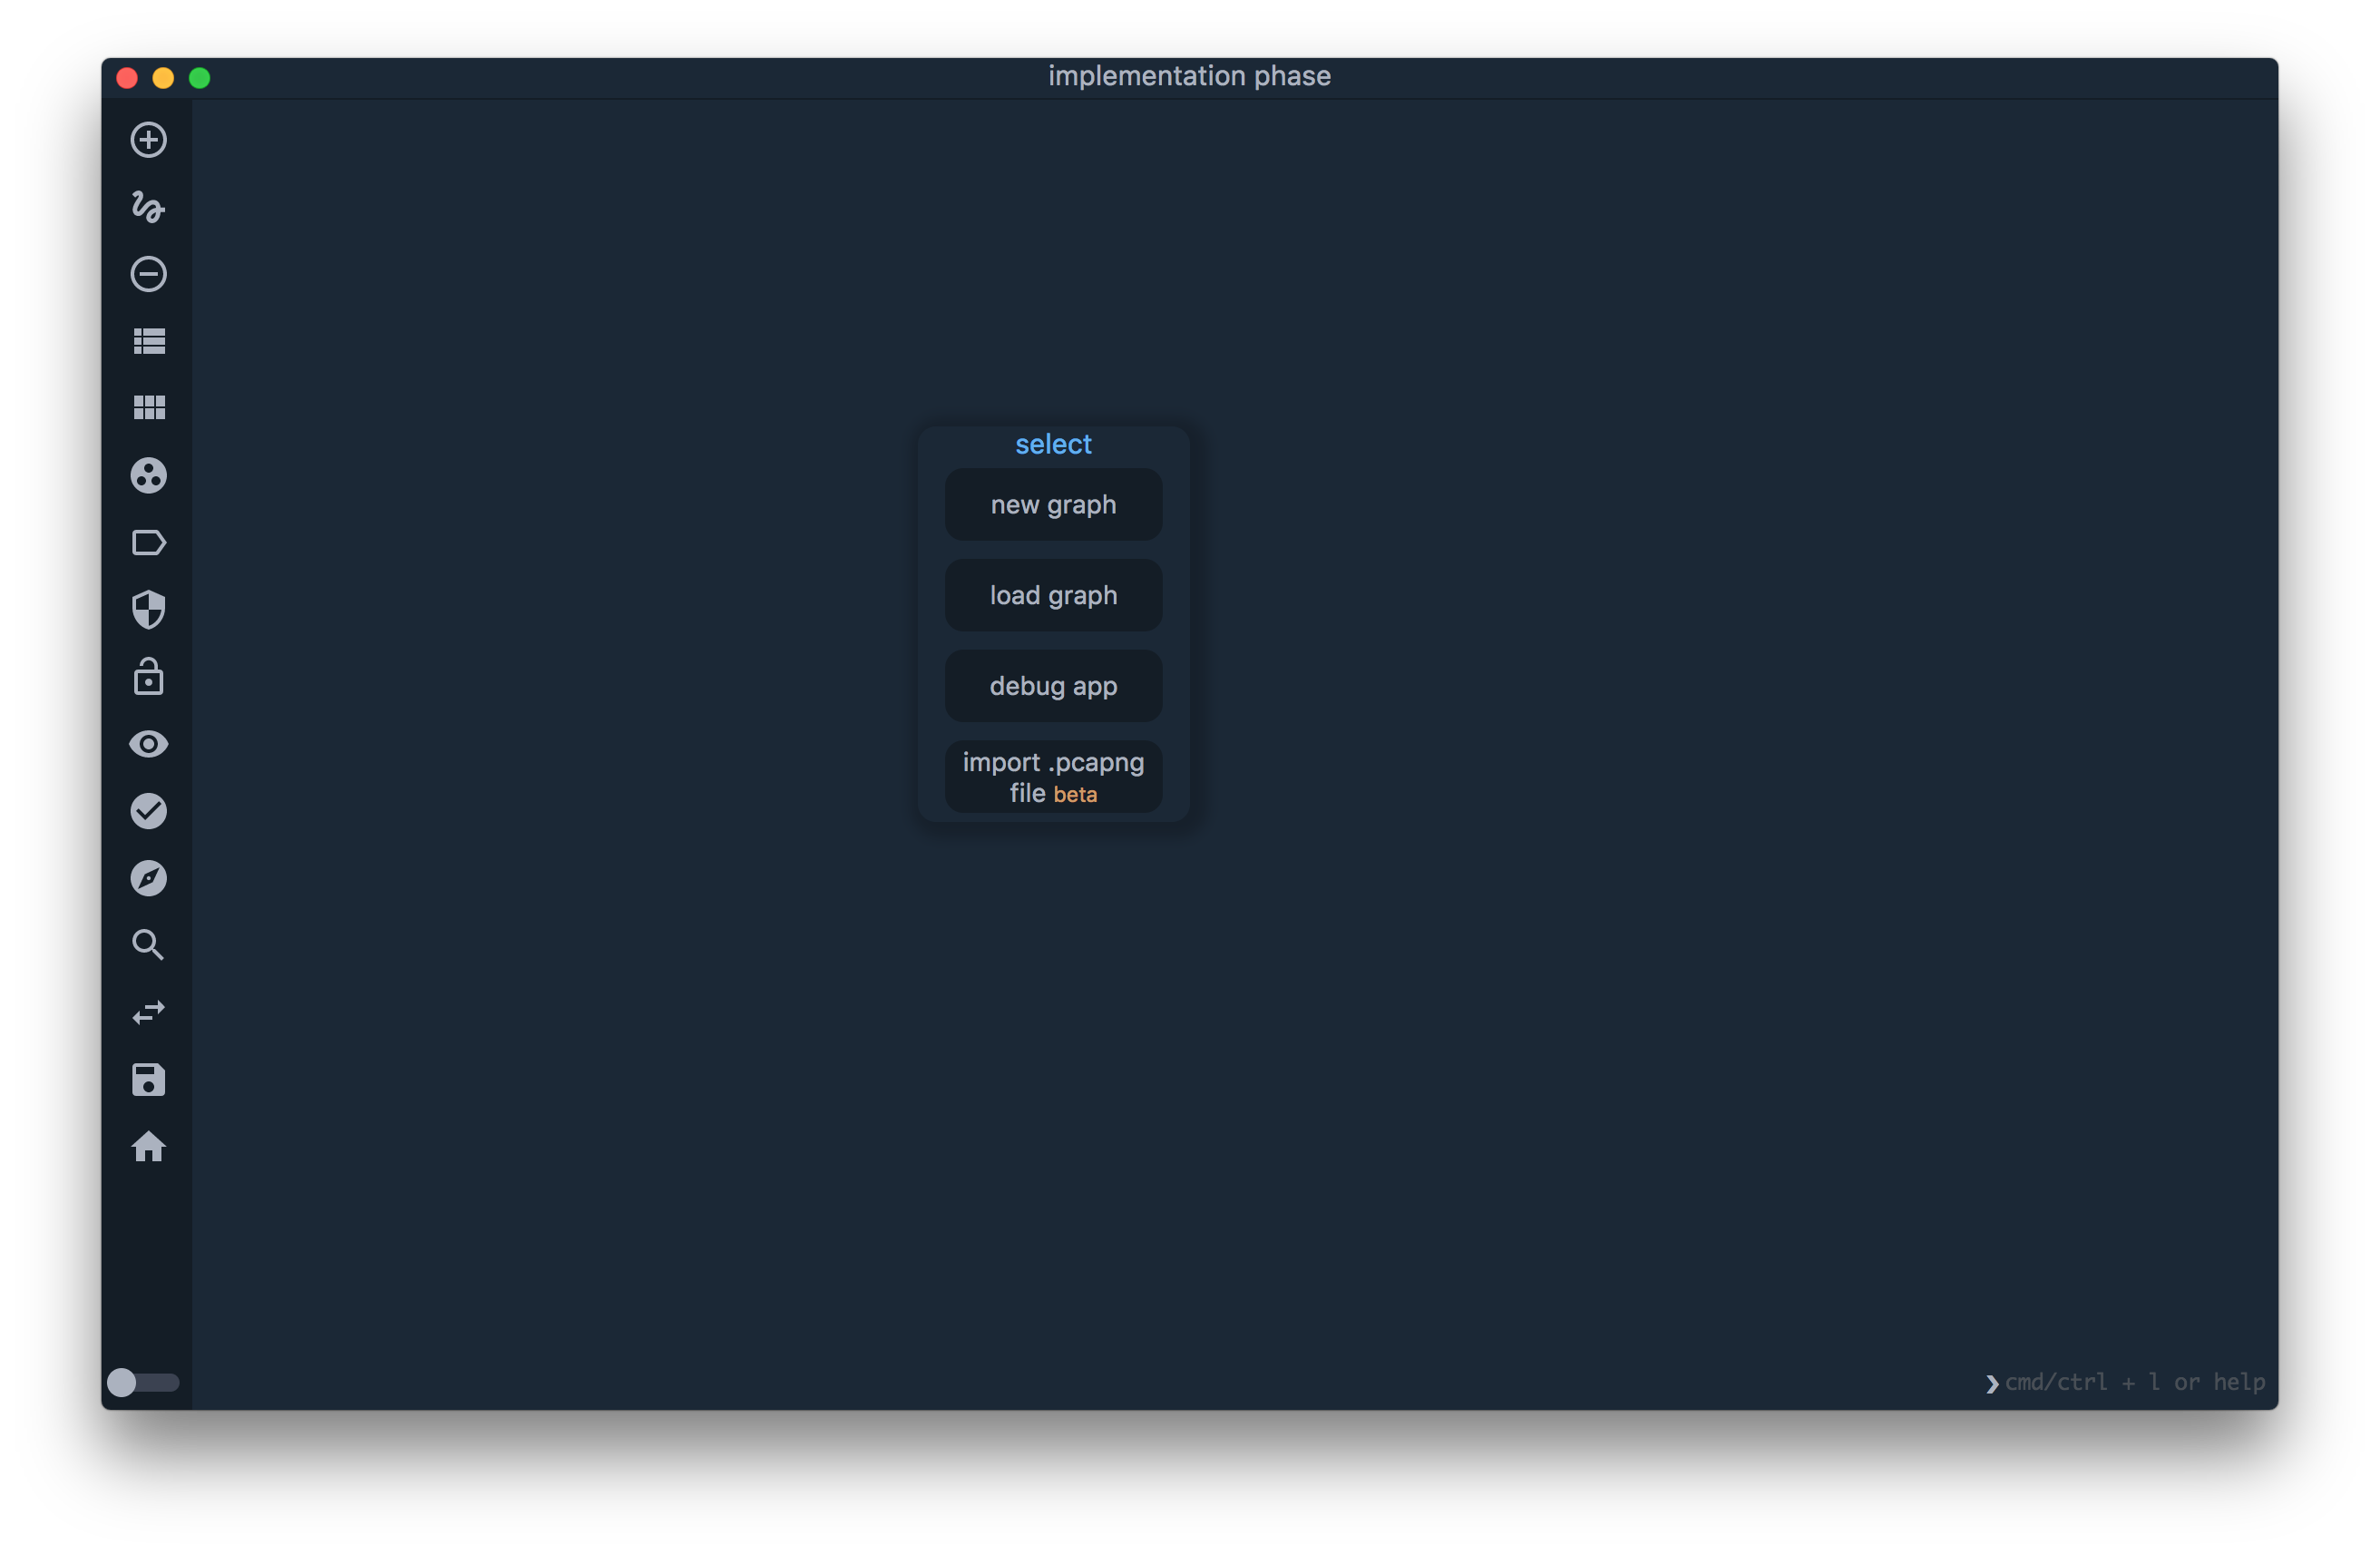 implementation phase
select
new graph
load graph
debug app
import .pcapng
file beta
❯ cmd/ctrl + l or help